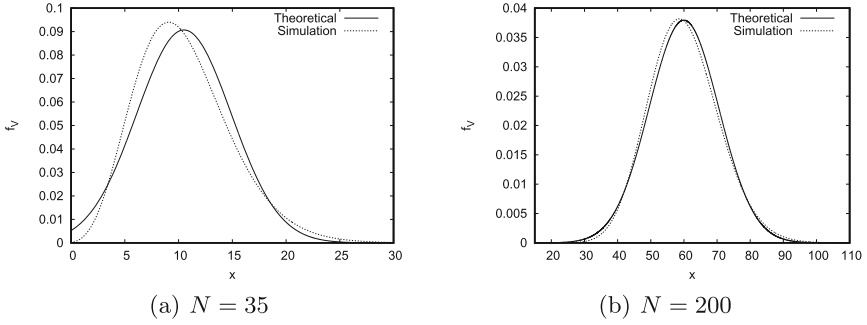 0.1
0.09
0.08
0.07
0.06
0.05
0.04
0.03
0.02
0.01
0
f_V
Theoretical
Simulation
0 5 10 15 20 25 30
x
(a) N = 35
0.04
0.035
0.03
0.025
0.02
0.015
0.01
0.005
0
f_V
Theoretical
Simulation
20 30 40 50 60 70 80 90 100 110
x
(b) N = 200